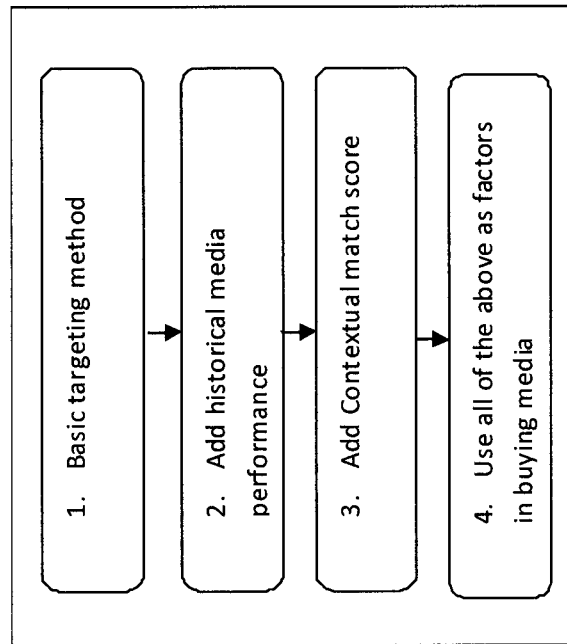 1. Basic targeting method
2. Add historical media
performance
3. Add Contextual match score
4. Use all of the above as factors
in buying media